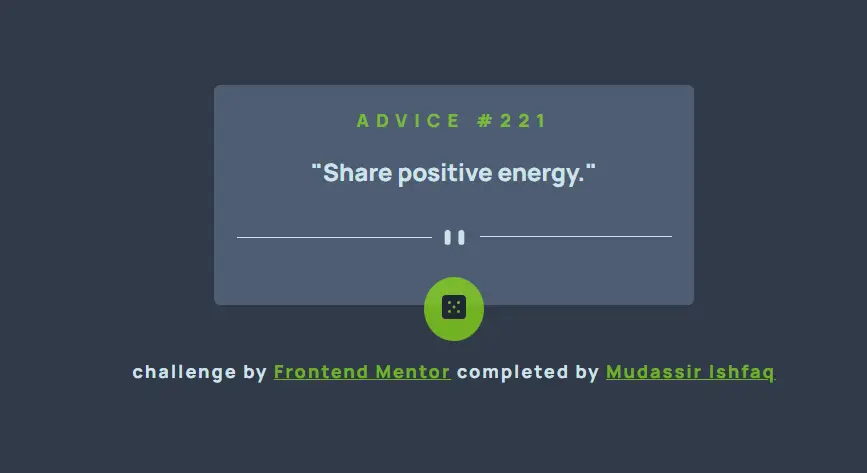 ADVICE #221
"Share positive energy."
challenge by Frontend Mentor completed by Mudassir Ishfaq